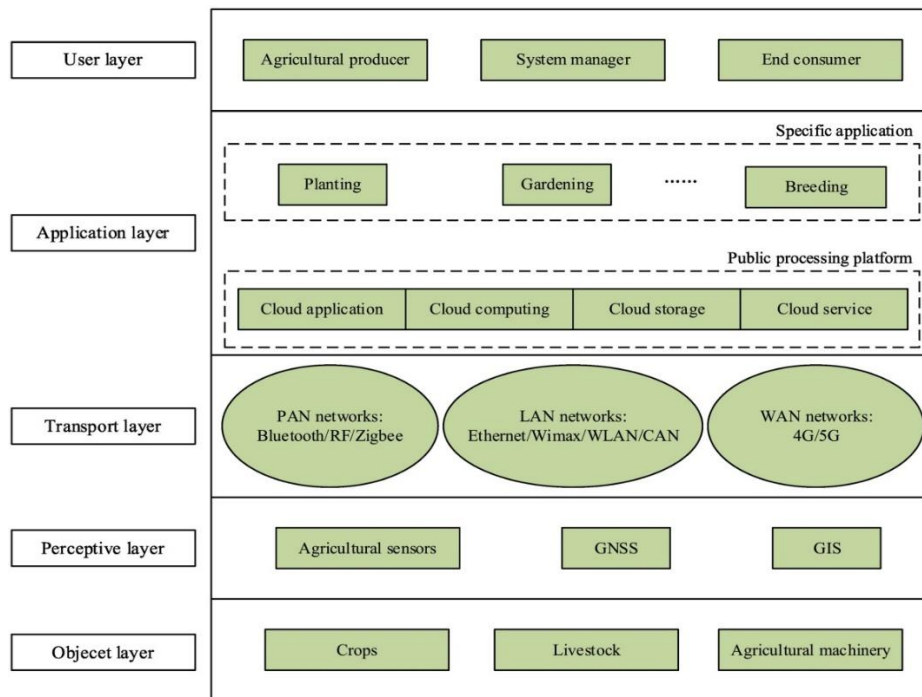 User layer
Agricultural producer
System manager
End consumer
Application layer
Specific application
Planting
Gardening
......
Breeding
Public processing platform
Cloud application
Cloud computing
Cloud storage
Cloud service
Transport layer
PAN networks:
Bluetooth/RF/Zigbee
LAN networks:
Ethernet/Wimax/WLAN/CAN
WAN networks:
4G/5G
Perceptive layer
Agricultural sensors
GNSS
GIS
Objecet layer
Crops
Livestock
Agricultural machinery